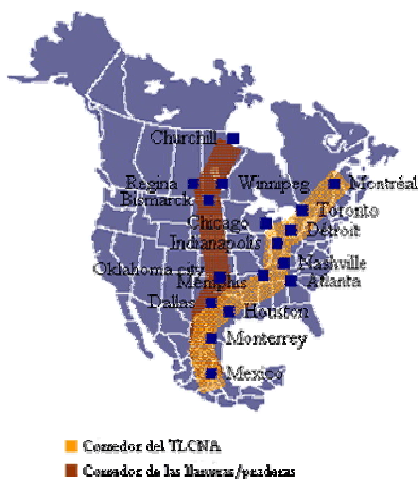 Churchill
Regina
Winnipeg
Montréal
Bismarck
Toronto
Chicago
Détroit
Indianapolis
Nashville
Oklahoma city
Memphis
Atlanta
Dallas
Houston
Monterrey
Mexico
Corredor del TLCNA
Corredor de las llanuras/praderas